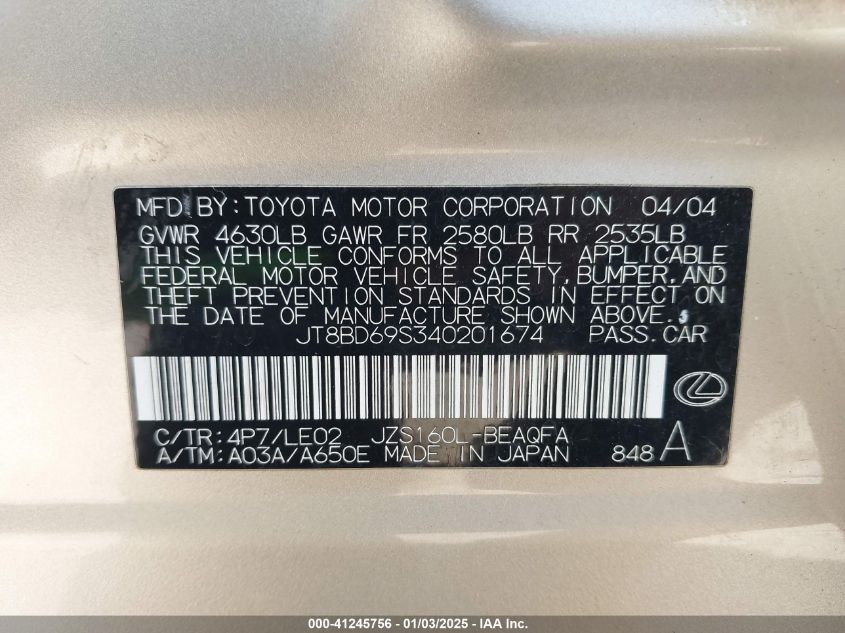 MFD BY: TOYOTA MOTOR CORPORATION 04/04
GVWR 4630LB GAWR FR 2580LB RR 2535LB
THIS VEHICLE CONFORMS TO ALL APPLICABLE
FEDERAL MOTOR VEHICLE SAFETY, BUMPER, AND
THEFT PREVENTION STANDARDS IN EFFECT ON
THE DATE OF MANUFACTURE SHOWN ABOVE.
JT8BD69S340201674 PASS. CAR
C/TR: 4P7/LE02 JZS160L-BEAQFA
A/TM: A03A/A650E MADE IN JAPAN 848 A
000-41245756 - 01/03/2025 - IAA Inc.